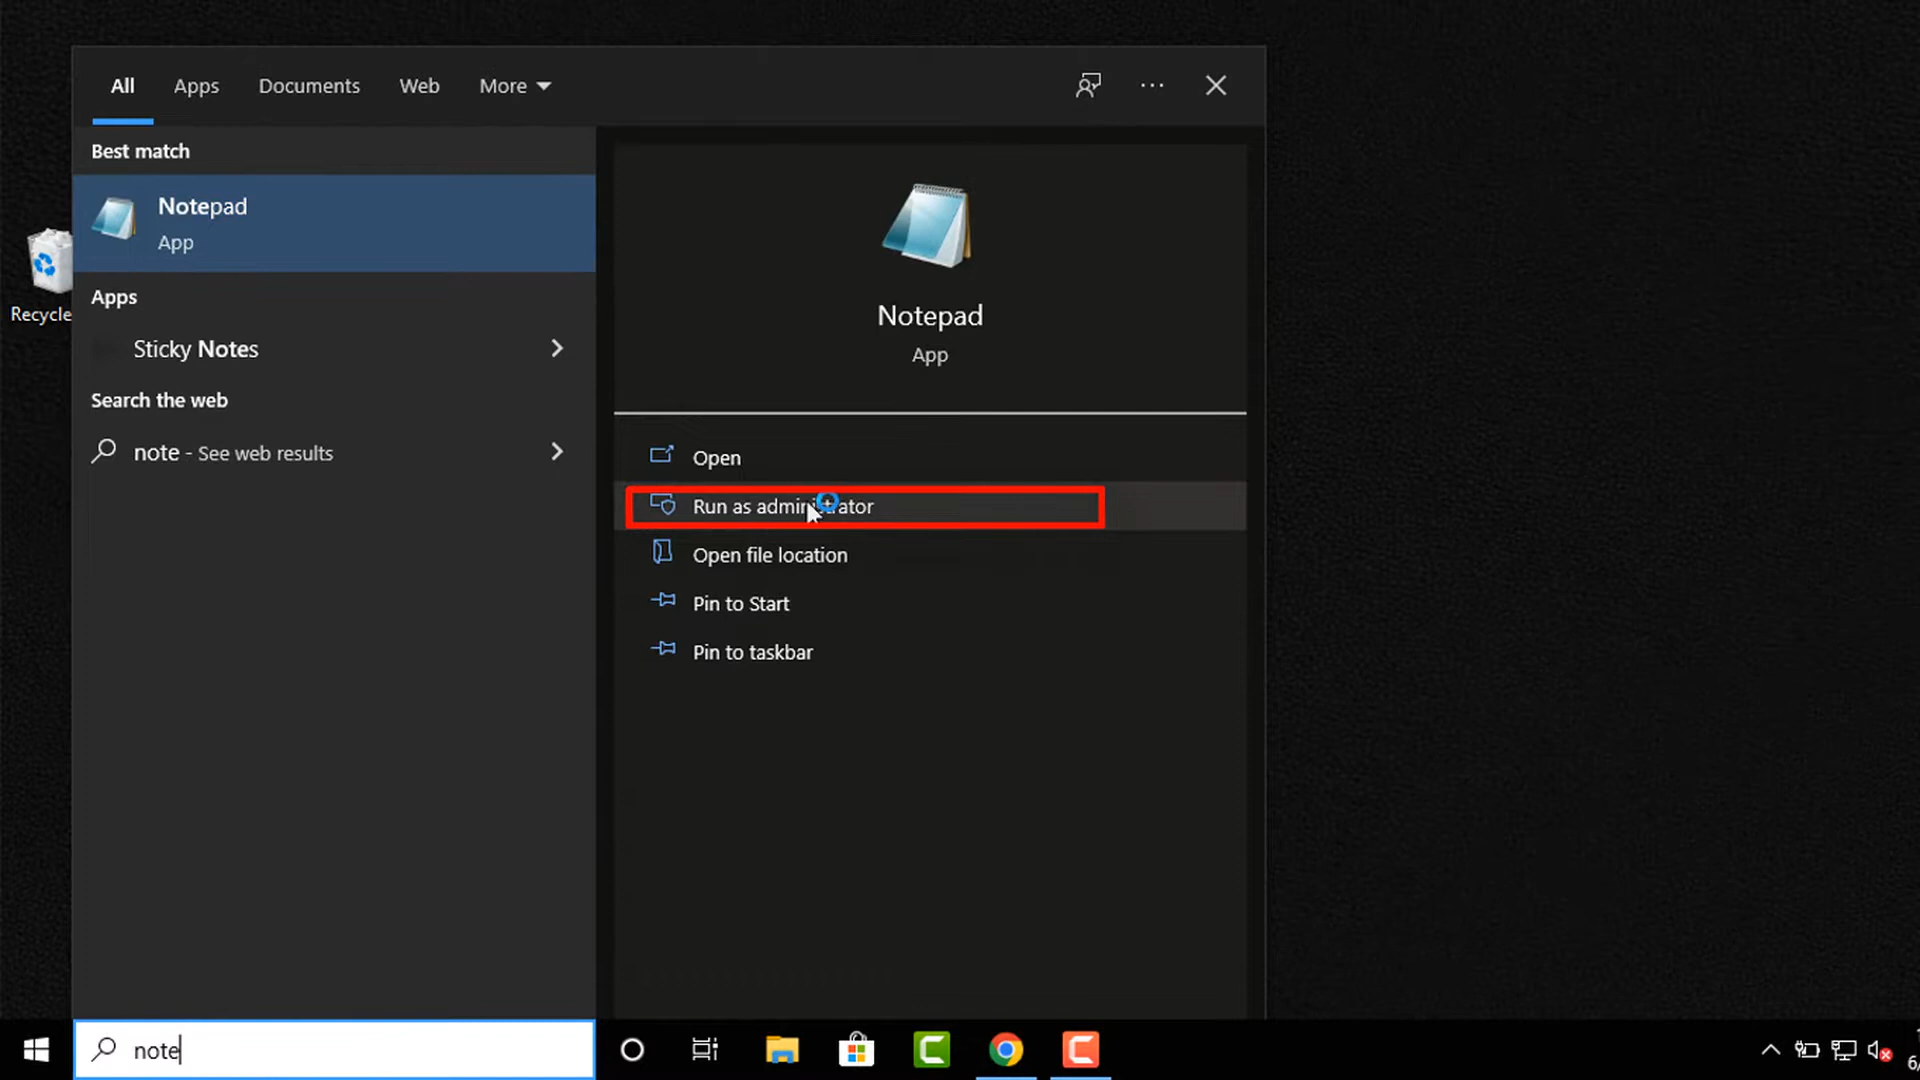 All Apps Documents Web More
Best match
Notepad
App
Apps
Sticky Notes
Search the web
note - See web results
Recycle
Notepad
App
Open
Run as administrator
Open file location
Pin to Start
Pin to taskbar
note
6/